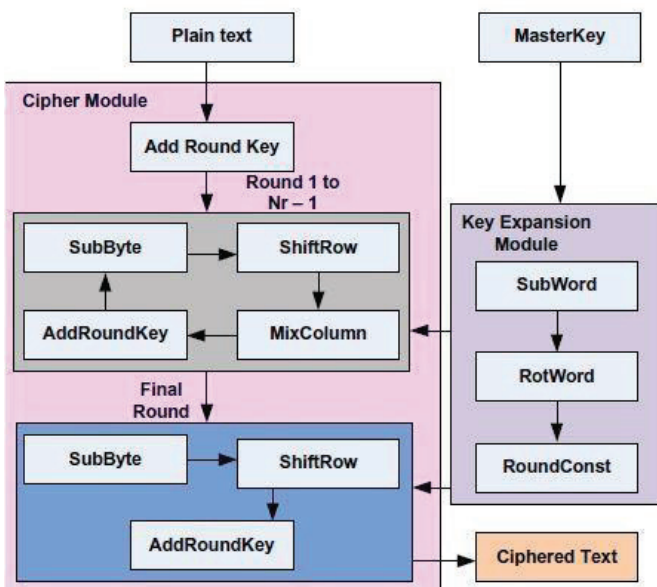 Plain text
MasterKey
Cipher Module
Add Round Key
Round 1 to
Nr – 1
SubByte
ShiftRow
AddRoundKey
MixColumn
Key Expansion
Module
SubWord
RotWord
RoundConst
Final
Round
SubByte
ShiftRow
AddRoundKey
Ciphered Text